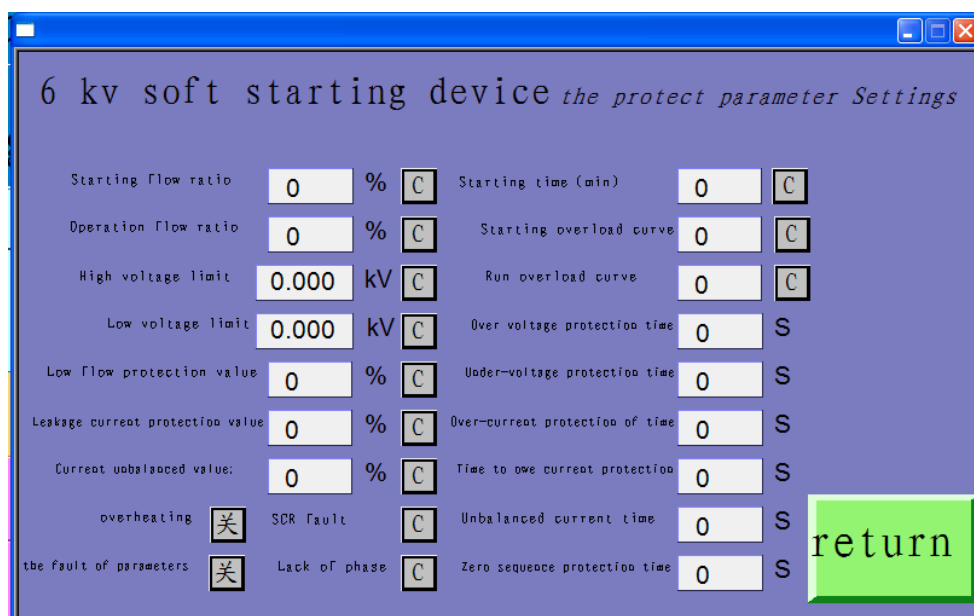 6 kv soft starting device the protect parameter Settings
Starting flow ratio 0 % C Starting time (min) 0 C
Operation flow ratio 0 % C Starting overload curve 0 C
High voltage limit 0.000 kV C Run overload curve 0 C
Low voltage limit 0.000 kV C Over voltage protection time 0 S
Low flow protection value 0 % C Under-voltage protection time 0 S
Leakage current protection value 0 % C Over-current protection of time 0 S
Current unbalanced value: 0 % C Time to owe current protection 0 S
overheating 关 SCR fault C Unbalanced current time 0 S
return
the fault of parameters 关 Lack of phase C Zero sequence protection time 0 S